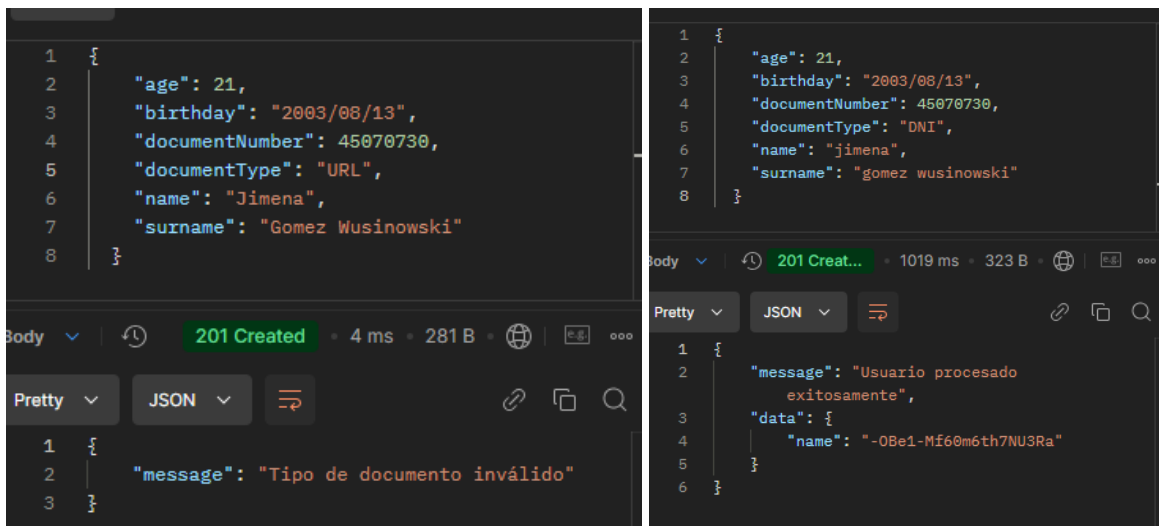 1 {
2 "age": 21,
3 "birthday": "2003/08/13",
4 "documentNumber": 45070730,
5 "documentType": "URL",
6 "name": "Jimena",
7 "surname": "Gomez Wusinowski"
8 }
Body 201 Created • 4 ms • 281 B • e.g. ooo
Pretty JSON
1 {
2 "message": "Tipo de documento inválido"
3 }
1 {
2 "age": 21,
3 "birthday": "2003/08/13",
4 "documentNumber": 45070730,
5 "documentType": "DNI",
6 "name": "jimena",
7 "surname": "gomez wusinowski"
8 }
Body 201 Creat... • 1019 ms • 323 B • e.g. ooo
Pretty JSON
1 {
2 "message": "Usuario procesado
exitosamente",
3 "data": {
4 "name": "-OBe1-Mf60m6th7NU3Ra"
5 }
6 }